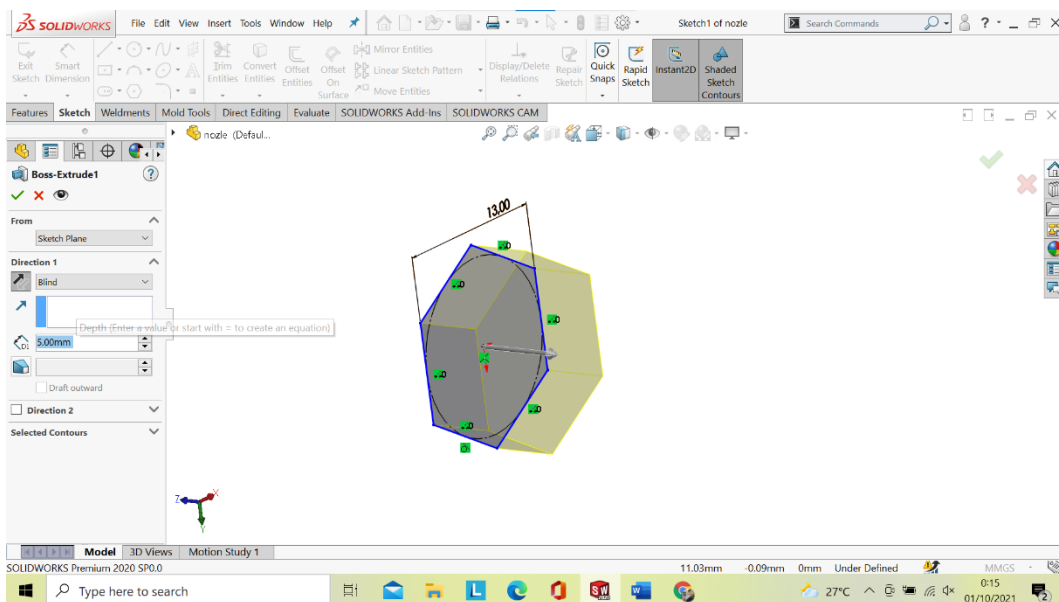 SOLIDWORKS File Edit View Insert Tools Window Help Sketch1 of nozle Search Commands ?
Exit Sketch Smart Dimension Trim Entities Convert Entities Offset Entities Offset On Surface Mirror Entities Linear Sketch Pattern Move Entities Display/Delete Relations Repair Sketch Quick Snaps Rapid Sketch Instant2D Shaded Sketch Contours
Features Sketch Weldments Mold Tools Direct Editing Evaluate SOLIDWORKS Add-Ins SOLIDWORKS CAM
nozle (Defaul...
Boss-Extrude1 ?
From
Sketch Plane
Direction 1
Blind
Depth (Enter a value or start with = to create an equation)
D1 5.00mm
Draft outward
Direction 2
Selected Contours
13.00
Z X Y
Model 3D Views Motion Study 1
SOLIDWORKS Premium 2020 SP0.0 11.03mm -0.09mm 0mm Under Defined MMGS
Type here to search L SW W 27°C 0:15
01/10/2021 2